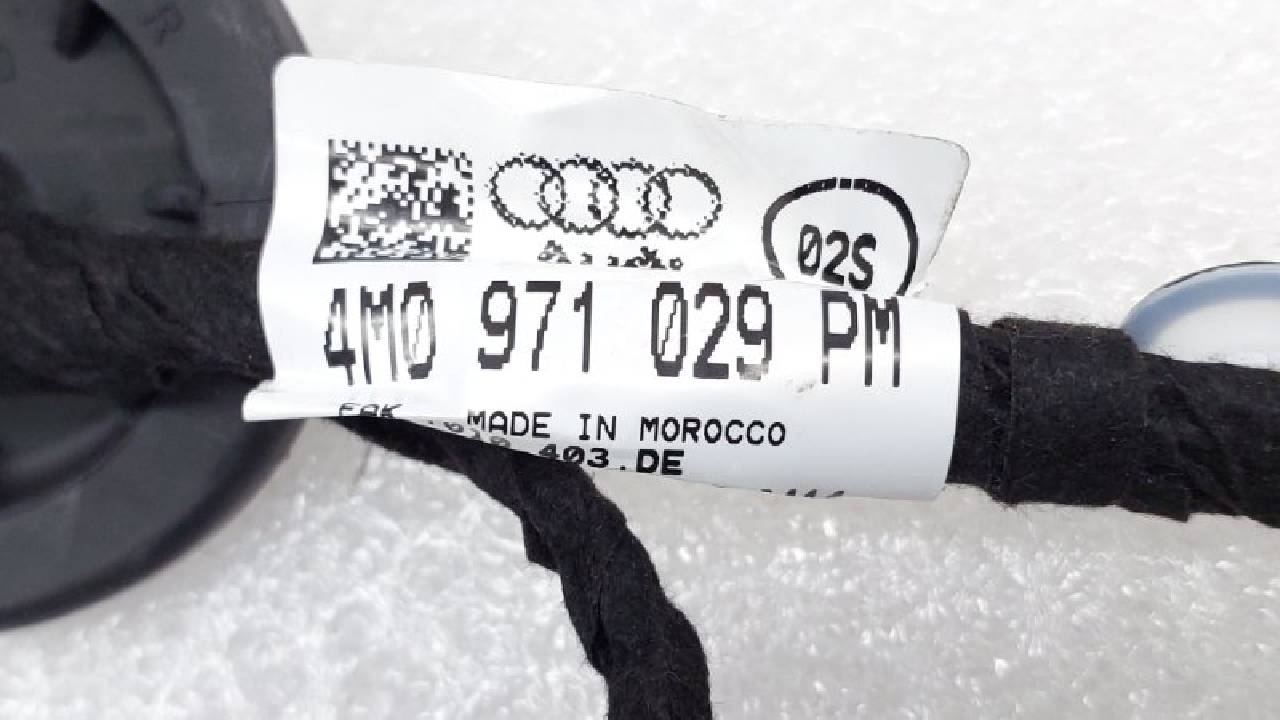 Audi
02S
4M0 971 029 PM
MADE IN MOROCCO
403.DE